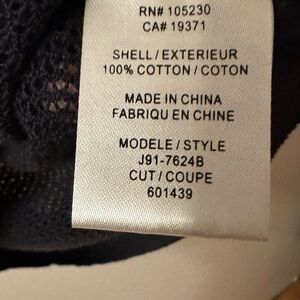 RN# 105230
CA# 19371
SHELL / EXTERIEUR
100% COTTON / COTON
MADE IN CHINA
FABRIQU EN CHINE
MODELE / STYLE
J91-7624B
CUT / COUPE
601439